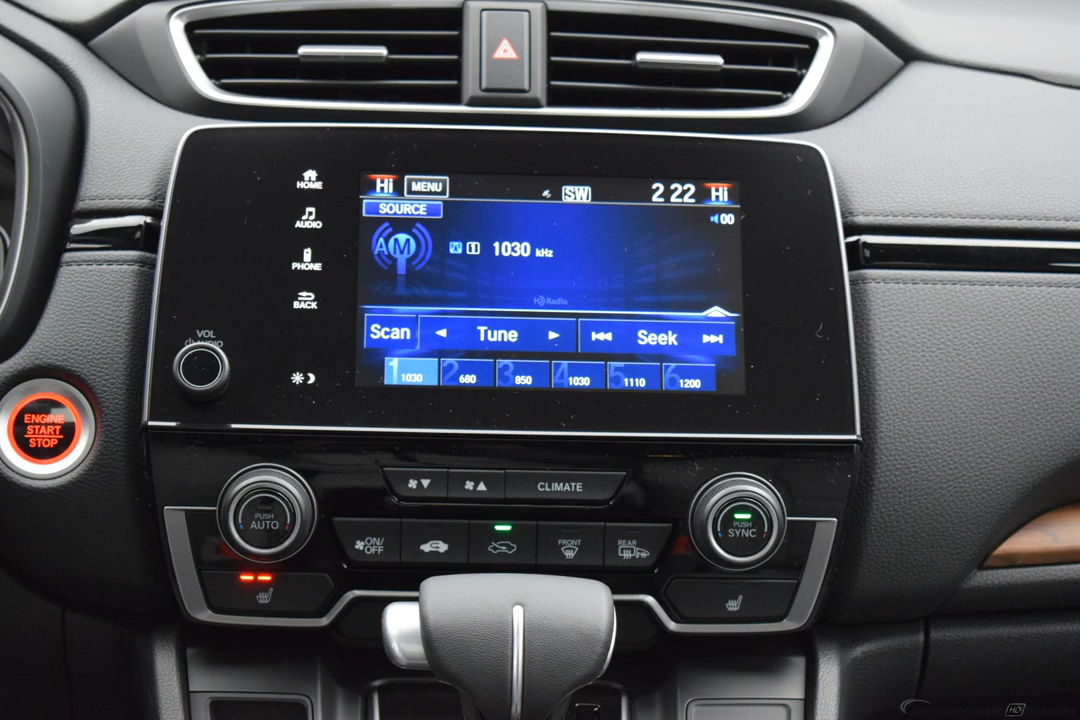 Hi MENU SW 2 22 Hi
HOME
SOURCE
00
AUDIO
AM 1 1030 kHz
PHONE
BACK
HD Radio
Scan Tune Seek
VOL
AUDIO
1 1030 2 680 3 850 4 1030 5 1110 6 1200
ENGINE
START
STOP
CLIMATE
PUSH
AUTO
PUSH
SYNC
ON/
OFF
FRONT
REAR